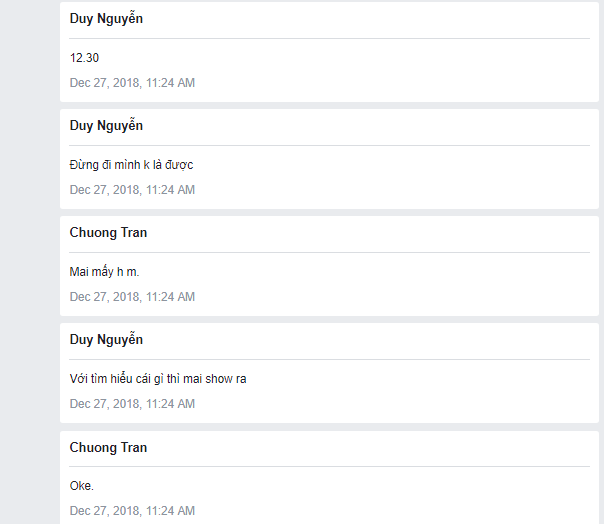 Duy Nguyễn
12.30
Dec 27, 2018, 11:24 AM
Duy Nguyễn
Đừng đi mình k là được
Dec 27, 2018, 11:24 AM
Chuong Tran
Mai mấy h m.
Dec 27, 2018, 11:24 AM
Duy Nguyễn
Với tìm hiểu cái gì thì mai show ra
Dec 27, 2018, 11:24 AM
Chuong Tran
Oke.
Dec 27, 2018, 11:24 AM